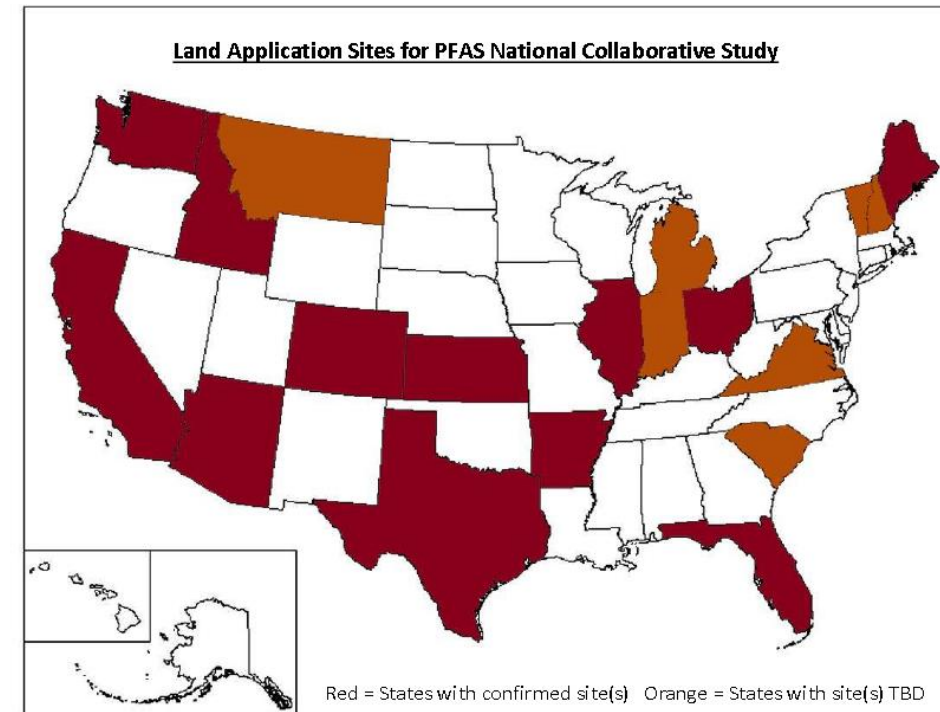 Land Application Sites for PFAS National Collaborative Study
Red = States with confirmed site(s) Orange = States with site(s) TBD